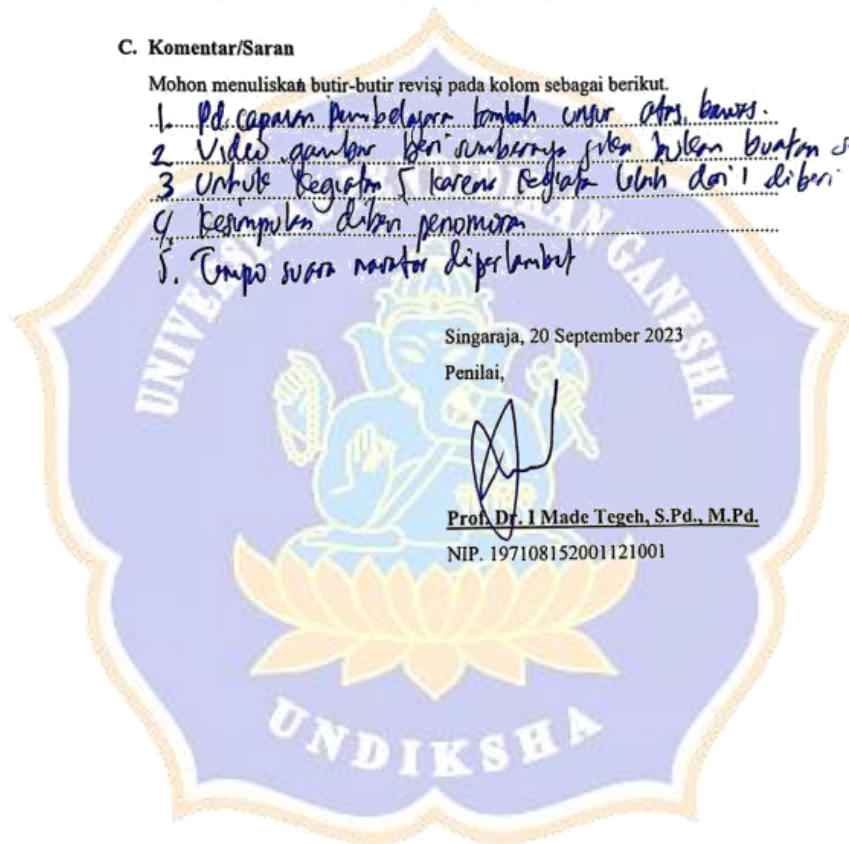 C. Komentar/Saran
Mohon menuliskan butir-butir revisi pada kolom sebagai berikut.
1. Pd. capaian pembelajaran tambah unsur
2 Video gambar beri sumbernya jika bukan buatan
3 Untuk kegiatan 5 karena kegiatan lebih dari 1 diberi
4. Kesimpulan diberi penomoran
5. Tempo suara narator diperlambat
Singaraja, 20 September 2023
Penilai,
Prof. Dr. I Made Tegeh, S.Pd., M.Pd.
NIP. 197108152001121001
UNIVERSITAS PENDIDIKAN GANESHA
UNDIKSHA